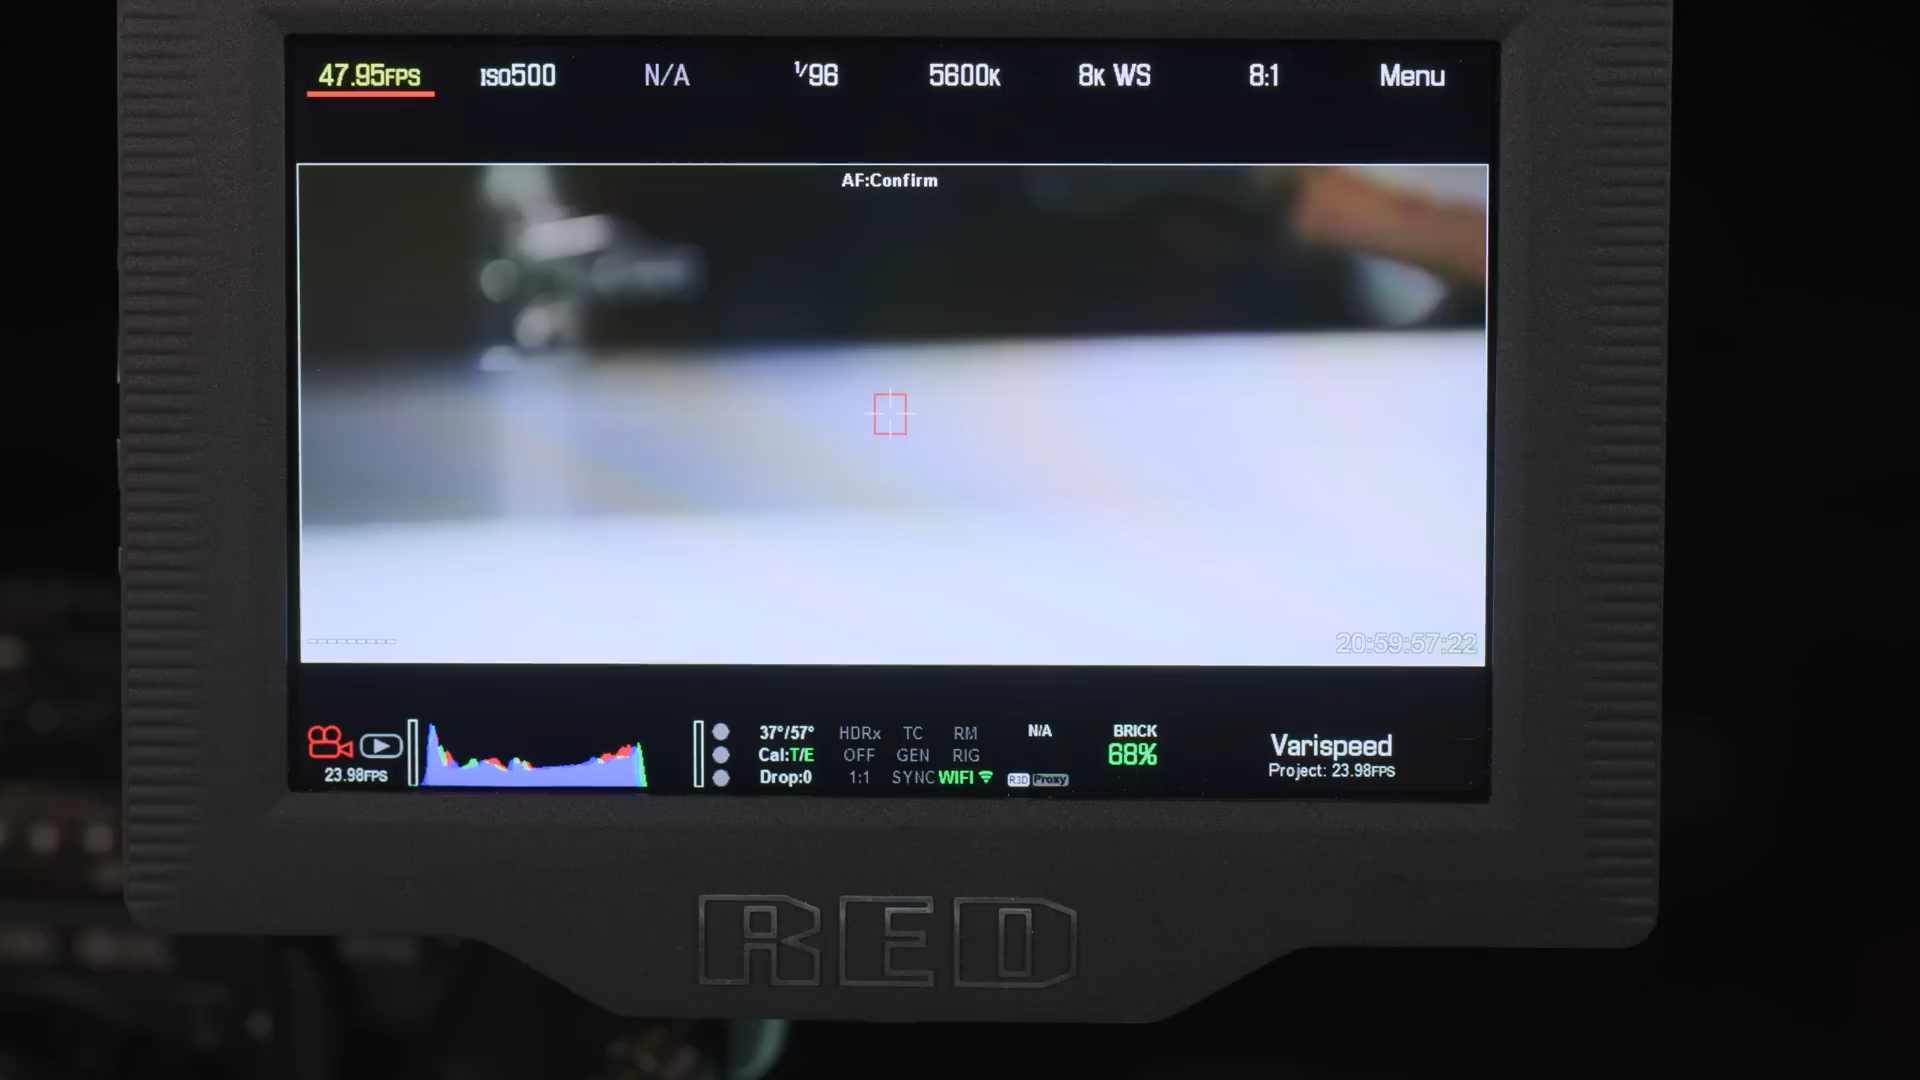 47.95FPS ISO500 N/A 1/96 5600K 8K WS 8:1 Menu
AF:Confirm
20:59:57:22
23.98FPS
37°/57° HDRx TC RM N/A BRICK
Cal:T/E OFF GEN RIG 68%
Drop:0 1:1 SYNC WIFI R3D Proxy
Varispeed
Project: 23.98FPS
RED